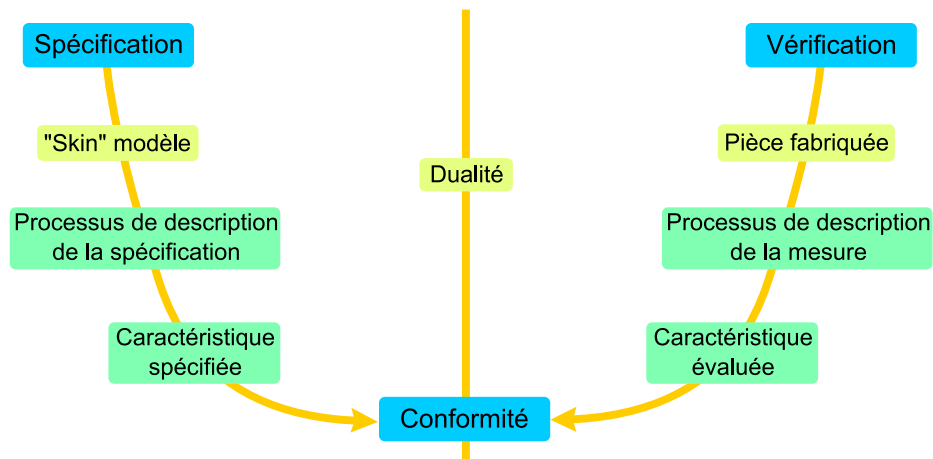 Spécification
"Skin" modèle
Processus de description
de la spécification
Caractéristique
spécifiée
Dualité
Conformité
Vérification
Pièce fabriquée
Processus de description
de la mesure
Caractéristique
évaluée